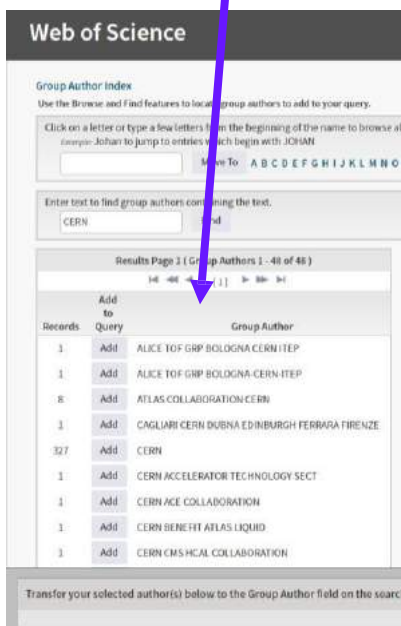 Web of Science
Group Author Index
Use the Browse and Find features to locate group authors to add to your query.
Click on a letter or type a few letters from the beginning of the name to browse al
Example: Johan to jump to entries which begin with JOHAN
Move To A B C D E F G H I J K L M N O
Enter text to find group authors containing the text.
CERN Find
Results Page 1 ( Group Authors 1 - 48 of 48 )
[ 1 ]
Add
to
Records Query Group Author
1 Add ALICE TOF GRP BOLOGNA CERN ITEP
1 Add ALICE TOF GRP BOLOGNA-CERN-ITEP
8 Add ATLAS COLLABORATION CERN
1 Add CAGLIARI CERN DUBNA EDINBURGH FERRARA FIRENZE
327 Add CERN
1 Add CERN ACCELERATOR TECHNOLOGY SECT
1 Add CERN ACE COLLABORATION
1 Add CERN BENEFIT ATLAS LIQUID
1 Add CERN CMS HCAL COLLABORATION
Transfer your selected author(s) below to the Group Author field on the searc